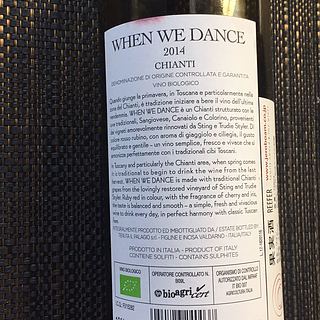 WHEN WE DANCE
2014
CHIANTI
DENOMINAZIONE DI ORIGINE CONTROLLATA E GARANTITA
VINO BIOLOGICO
Quando giunge la primavera, in Toscana e particolarmente nella
zona del Chianti, è tradizione iniziare a bere il vino dell'ultima
vendemmia. WHEN WE DANCE è un Chianti strutturato con le
uve tradizionali, Sangiovese, Canaiolo e Colorino, provenienti
dai vigneti amorevolmente rinnovati da Sting e Trudie Styler. Di
colore rosso rubino, con aroma di giaggiolo e ciliegia, il gusto
equilibrato e gentile – un vino semplice, fresco e vivace che si
armonizza perfettamente con i tradizionali cibi Toscani.
In Tuscany and particularly the Chianti area, when spring comes
it is traditional to begin to drink the wine from the last
harvest. WHEN WE DANCE is made with traditional Chianti
grapes from the lovingly restored vineyard of Sting and Trudie
Styler. Ruby red in colour, with the fragrance of cherry and iris,
the taste is balanced and smooth – a simple, fresh and vivacious
wine to drink every day, in perfect harmony with classic Tuscan
INTEGRALMENTE PRODOTTO ED IMBOTTIGLIATO DA / ESTATE BOTTLED BY
TEN.TA IL PALAGIO - FIGLINE E INCISA VALDARNO - ITALIA/ITALY
PRODOTTO IN ITALIA - PRODUCT OF ITALY
CONTIENE SOLFITI - CONTAINS SULPHITES
VINO BIOLOGICO
OPERATORE CONTROLLATO N.
ORGANISMO DI CONTROLLO
AUTORIZZATO DAL MIPAAF
IT BIO 007
AGRICOLTURA ITALIA
bioagricert
果実酒
REEFER